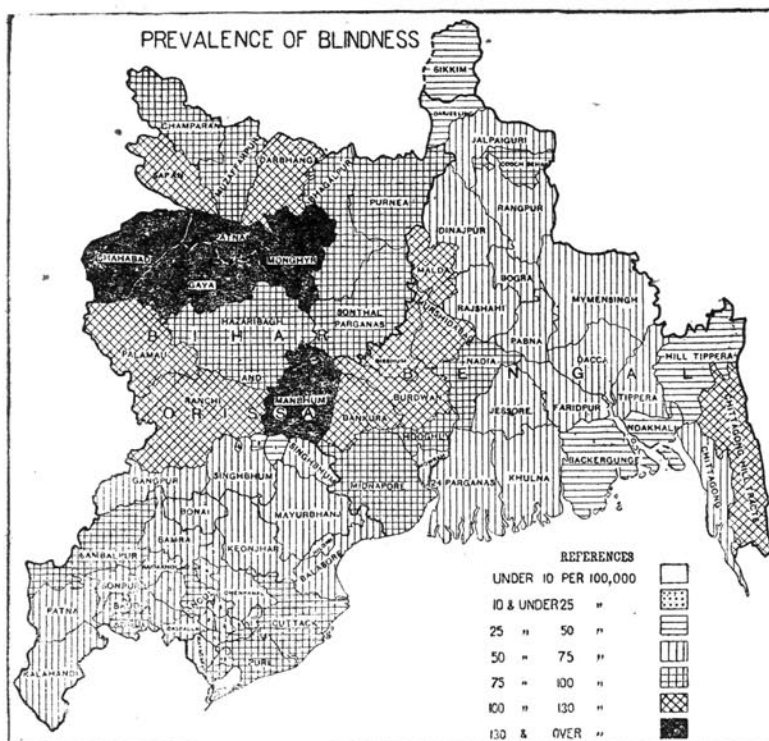 PREVALENCE OF BLINDNESS
SIKKIM
DARJEELING
CHAMPARAN
JALPAIGURI
COOCH BEHAR
MUZAFFARPUR
DARBHANGA
BHAGALPUR
PURNEA
RANGPUR
DINAJPUR
PATNA
SHAHABAD
MONGHYR
MALDA
GAYA
BOGRA
RAJSHAHI
MYMENSINGH
HAZARIBAGH
SONTHAL
PARGANAS
MURSHIDABAD
PABNA
BIHAR
PALAMAU
NADIA
DACCA
HILL TIPPERA
BENGAL
AND
RANCHI
MANBHUM
BURDWAN
TIPPERA
ORISSA
BANKURA
JESSORE
FARIDPUR
CHITTAGONG HILL TRACTS
HOOGHLY
NOAKHALI
SINGHBHUM
BACKERGUNGE
GANGPUR
SINGHBHUM
MIDNAPORE
24 PARGANAS
KHULNA
CHITTAGONG
BONAI
MAYURBHANJ
BAMRA
KEONJHAR
SAMBALPUR
BALASORE
SONPUR
PATNA
BAUD
CUTTACK
PURI
KALAHANDI
REFERENCES
UNDER 10 PER 100,000
10 & UNDER 25 "
25 " 50 "
50 " 75 "
75 " 100 "
100 " 130 "
130 & OVER "